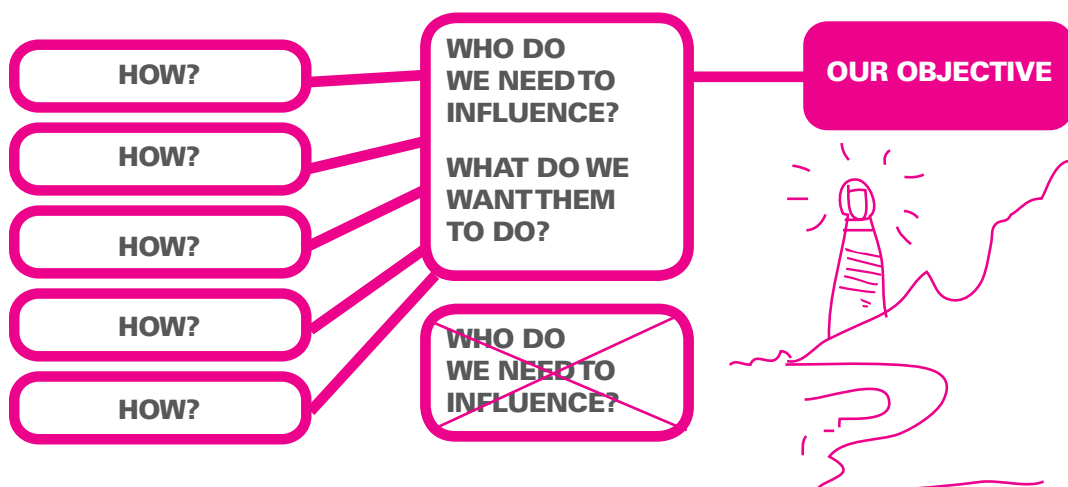 HOW?
HOW?
HOW?
HOW?
HOW?
WHO DO
WE NEED TO
INFLUENCE?
WHAT DO WE
WANT THEM
TO DO?
WHO DO
WE NEED TO
INFLUENCE?
OUR OBJECTIVE